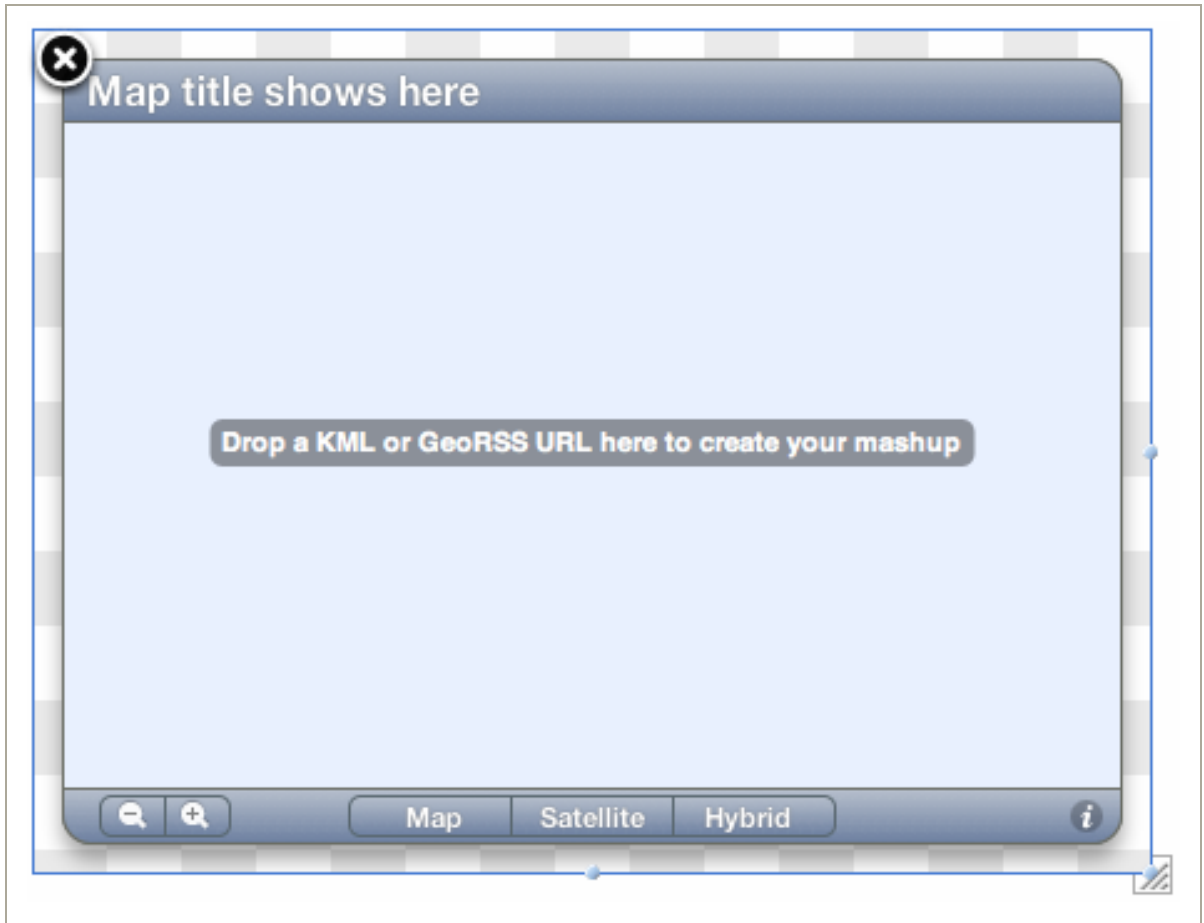 Map title shows here
Drop a KML or GeoRSS URL here to create your mashup
Map Satellite Hybrid i